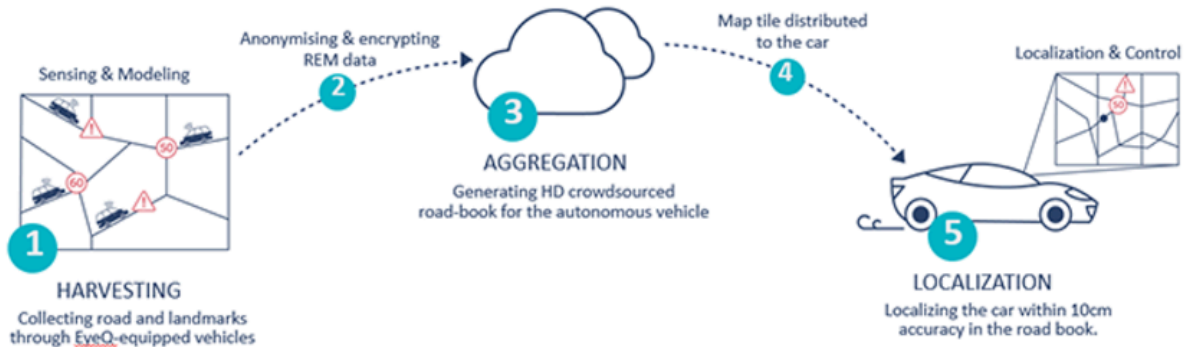 Sensing & Modeling
50
60
1
HARVESTING
Collecting road and landmarks
through EyeQ-equipped vehicles
Anonymising & encrypting
REM data
2
3
AGGREGATION
Generating HD crowdsourced
road-book for the autonomous vehicle
Map tile distributed
to the car
4
Localization & Control
50
5
LOCALIZATION
Localizing the car within 10cm
accuracy in the road book.